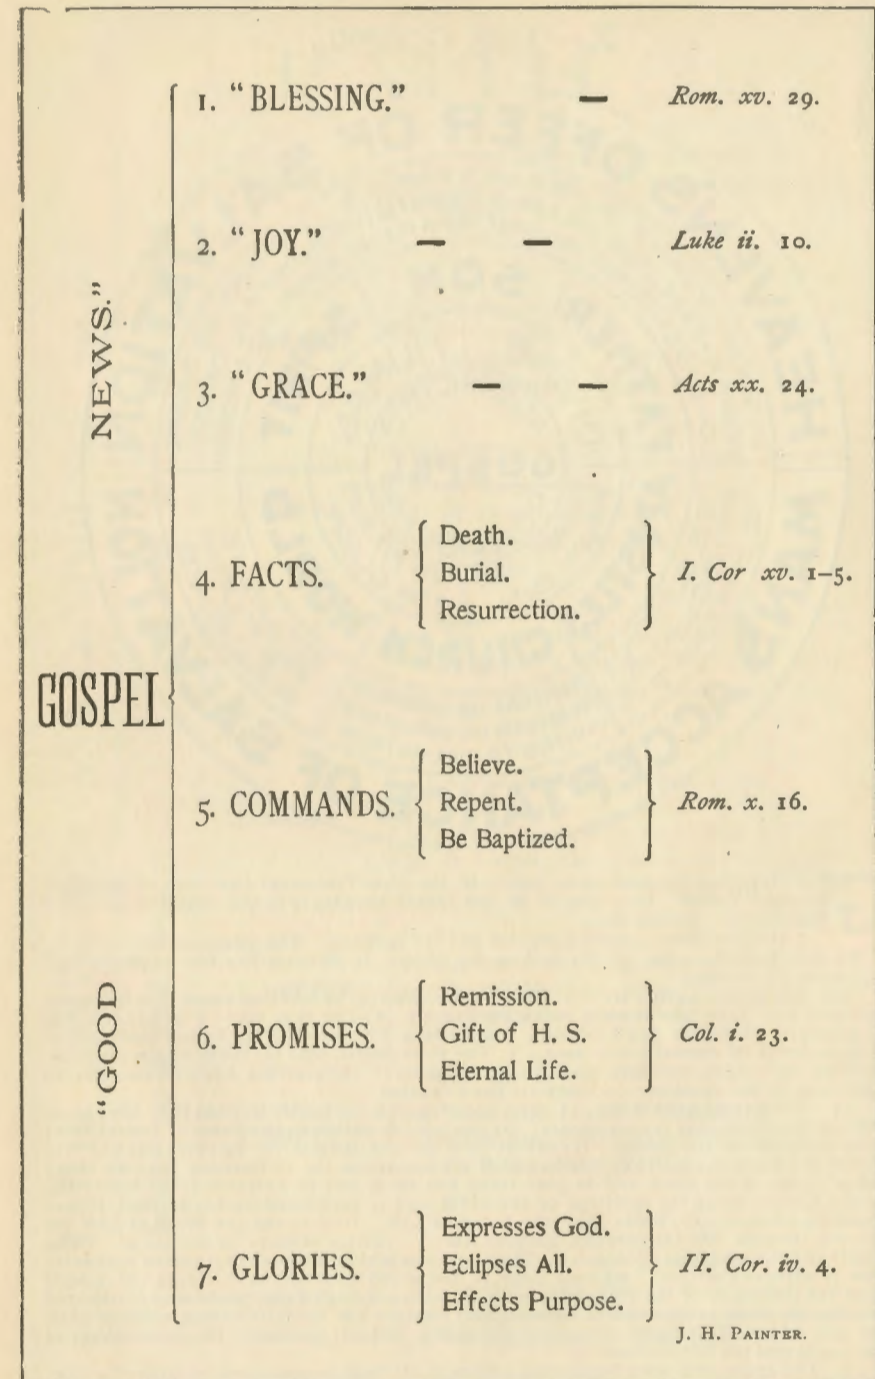 "GOOD NEWS."
GOSPEL
1. "BLESSING." — Rom. xv. 29.
2. "JOY." — — Luke ii. 10.
3. "GRACE." — — Acts xx. 24.
4. FACTS.
Death.
Burial.
Resurrection.
I. Cor xv. 1–5.
5. COMMANDS.
Believe.
Repent.
Be Baptized.
Rom. x. 16.
6. PROMISES.
Remission.
Gift of H. S.
Eternal Life.
Col. i. 23.
7. GLORIES.
Expresses God.
Eclipses All.
Effects Purpose.
II. Cor. iv. 4.
J. H. PAINTER.